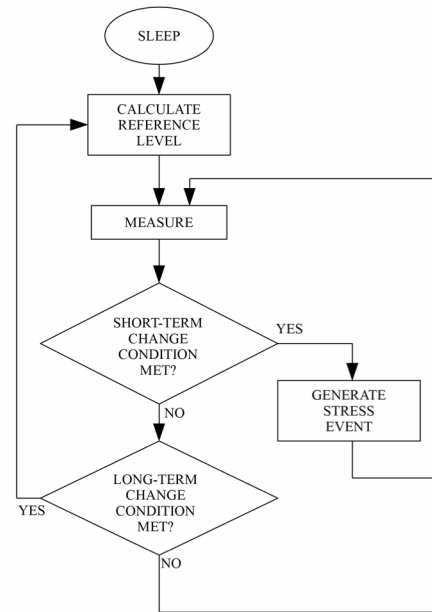 SLEEP
CALCULATE
REFERENCE
LEVEL
MEASURE
SHORT-TERM
CHANGE
CONDITION
MET?
YES
GENERATE
STRESS
EVENT
NO
LONG-TERM
CHANGE
CONDITION
MET?
YES
NO